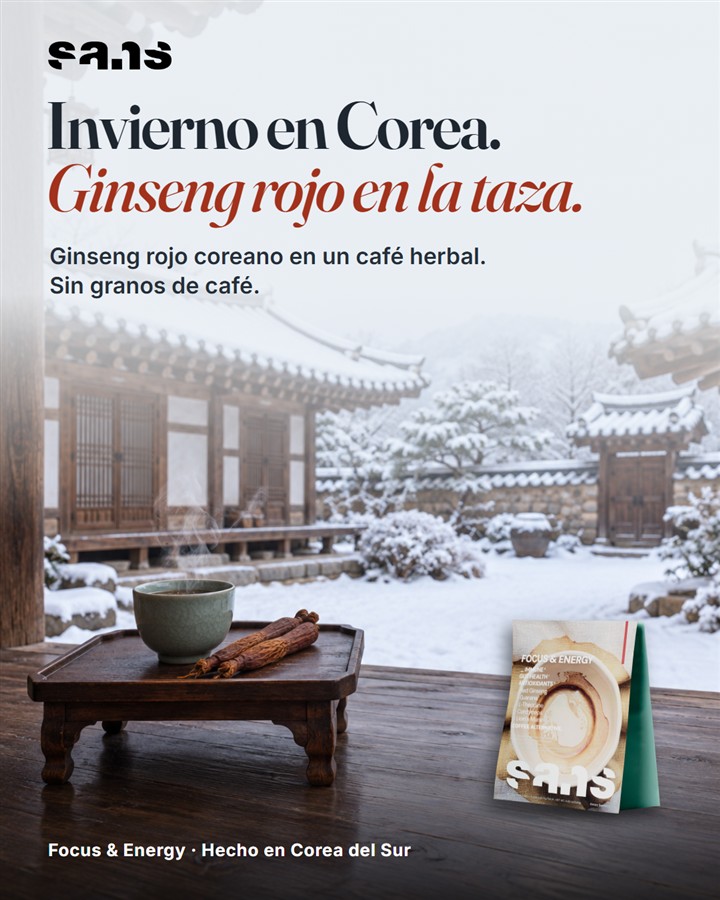 sans
Invierno en Corea.
Ginseng rojo en la taza.
Ginseng rojo coreano en un café herbal.
Sin granos de café.
FOCUS & ENERGY
sans
Focus & Energy · Hecho en Corea del Sur